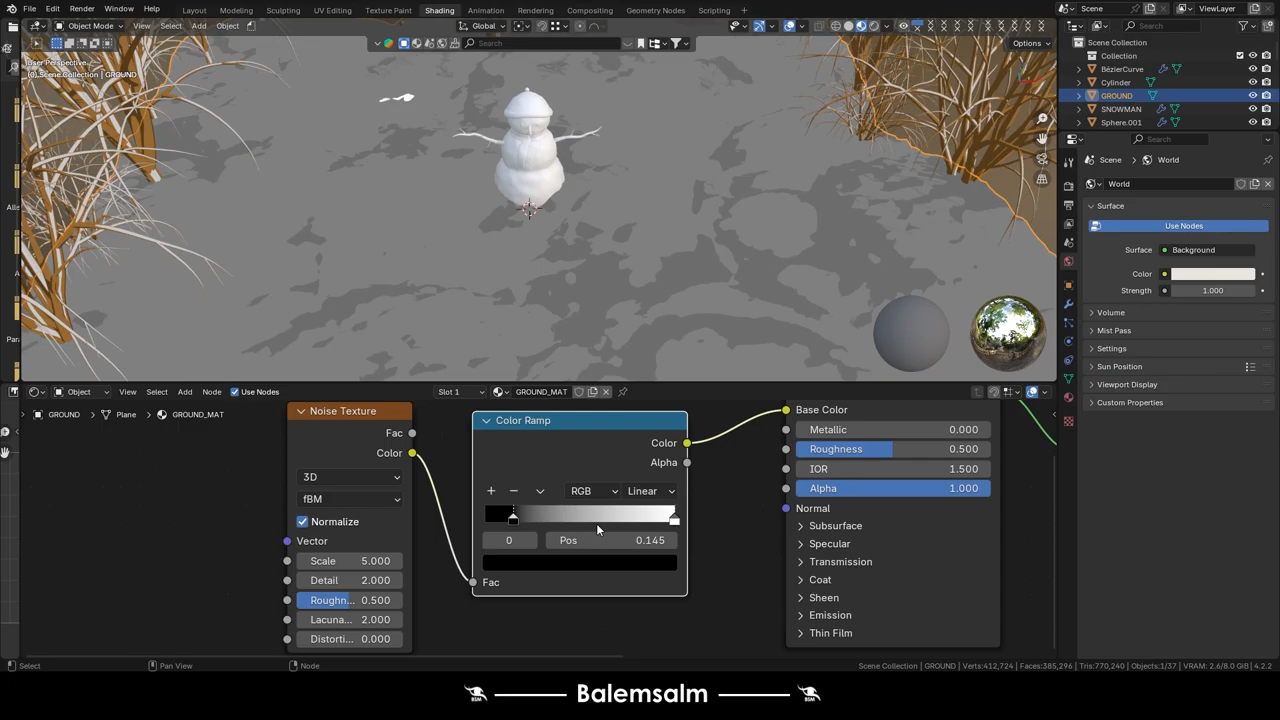 File Edit Render Window Help Layout Modeling Sculpting UV Editing Texture Paint Shading Animation Rendering Compositing Geometry Nodes Scripting Scene ViewLayer
Object Mode View Select Add Object Global Search
Search Options
User Perspective
(0) Scene Collection | GROUND
Scene Collection
Collection
BézierCurve
Cylinder
GROUND
SNOWMAN
Sphere.001
Search
Scene World
World
Surface
Use Nodes
Surface Background
Color
Strength 1.000
Volume
Mist Pass
Settings
Sun Position
Viewport Display
Custom Properties
Object View Select Add Node Use Nodes Slot 1 GROUND_MAT
GROUND Plane GROUND_MAT
Noise Texture
Fac
Color
3D
fBM
Normalize
Vector
Scale 5.000
Detail 2.000
Roughn... 0.500
Lacuna... 2.000
Distorti... 0.000
Color Ramp
Color
Alpha
RGB Linear
0 Pos 0.145
Fac
Base Color
Metallic 0.000
Roughness 0.500
IOR 1.500
Alpha 1.000
Normal
Subsurface
Specular
Transmission
Coat
Sheen
Emission
Thin Film
Select Pan View Node Scene Collection | GROUND | Verts:412,724 | Faces:385,296 | Tris:770,240 | Objects:1/37 | VRAM: 2.6/8.0 GiB | 4.2.2
Balemsalm